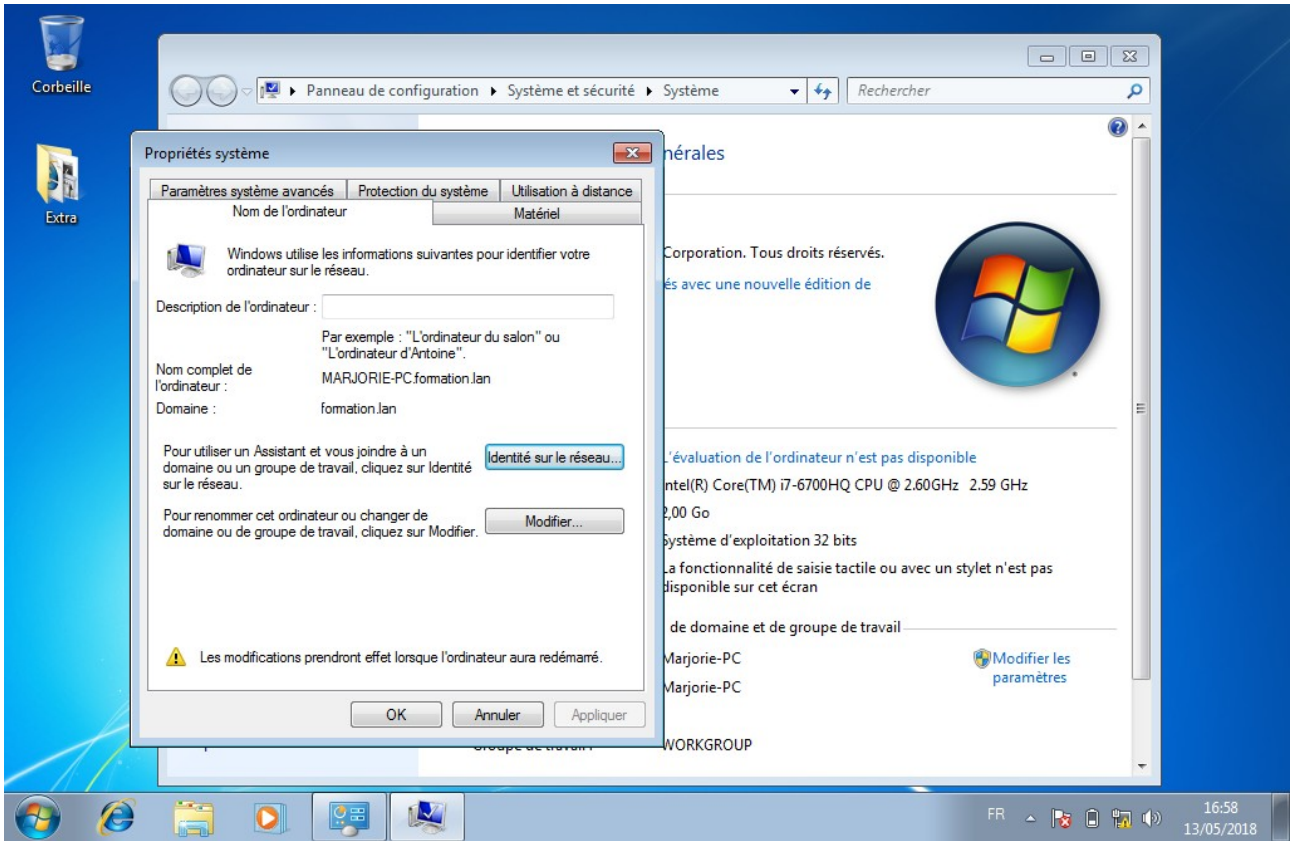 Corbeille
Extra
Panneau de configuration
Système et sécurité
Système
Rechercher
Propriétés système
Paramètres système avancés
Protection du système
Utilisation à distance
Nom de l'ordinateur
Matériel
Windows utilise les informations suivantes pour identifier votre
ordinateur sur le réseau.
Description de l'ordinateur :
Par exemple : "L'ordinateur du salon" ou
"L'ordinateur d'Antoine".
Nom complet de
l'ordinateur :
MARJORIE-PC.formation.lan
Domaine :
formation.lan
Pour utiliser un Assistant et vous joindre à un
domaine ou un groupe de travail, cliquez sur Identité
sur le réseau.
Identité sur le réseau...
Pour renommer cet ordinateur ou changer de
domaine ou de groupe de travail, cliquez sur Modifier.
Modifier...
Les modifications prendront effet lorsque l'ordinateur aura redémarré.
OK
Annuler
Appliquer
nérales
Corporation. Tous droits réservés.
és avec une nouvelle édition de
L'évaluation de l'ordinateur n'est pas disponible
Intel(R) Core(TM) i7-6700HQ CPU @ 2.60GHz 2.59 GHz
2,00 Go
Système d'exploitation 32 bits
La fonctionnalité de saisie tactile ou avec un stylet n'est pas
disponible sur cet écran
de domaine et de groupe de travail
Marjorie-PC
Modifier les
paramètres
Marjorie-PC
WORKGROUP
FR
16:58
13/05/2018